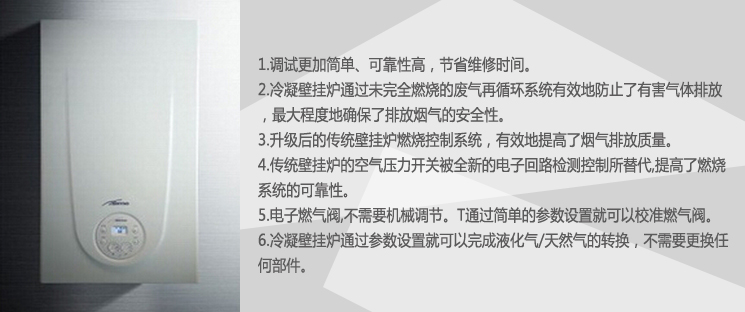 1.调试更加简单、可靠性高，节省维修时间。
2.冷凝壁挂炉通过未完全燃烧的废气再循环系统有效地防止了有害气体排放
，最大程度地确保了排放烟气的安全性。
3.升级后的传统壁挂炉燃烧控制系统，有效地提高了烟气排放质量。
4.传统壁挂炉的空气压力开关被全新的电子回路检测控制所替代,提高了燃烧
系统的可靠性。
5.电子燃气阀,不需要机械调节。T通过简单的参数设置就可以校准燃气阀。
6.冷凝壁挂炉通过参数设置就可以完成液化气/天然气的转换，不需要更换任
何部件。